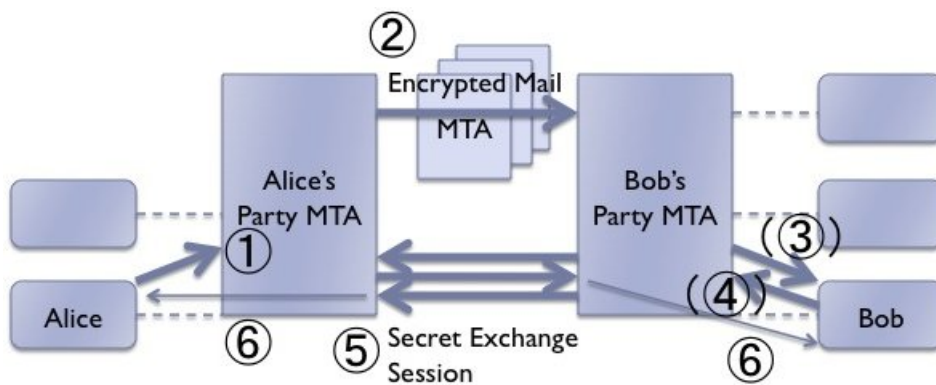 ②
Encrypted Mail
MTA
Alice's
Party MTA
Bob's
Party MTA
①
(③)
(④)
Alice
Bob
⑥
⑤
Secret Exchange
Session
⑥